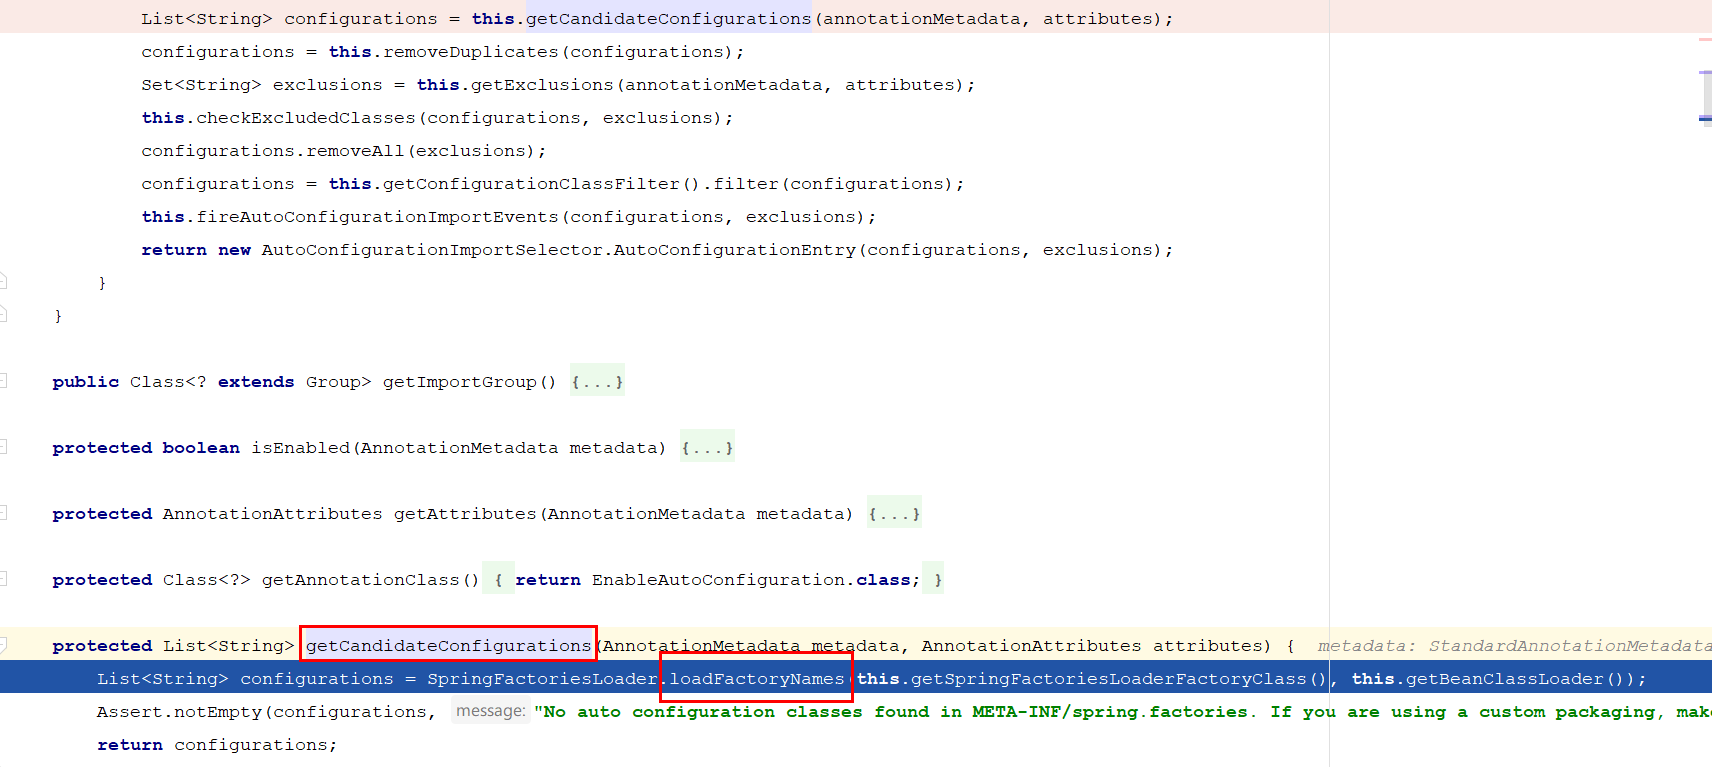 List<String> configurations = this.getCandidateConfigurations(annotationMetadata, attributes);
configurations = this.removeDuplicates(configurations);
Set<String> exclusions = this.getExclusions(annotationMetadata, attributes);
this.checkExcludedClasses(configurations, exclusions);
configurations.removeAll(exclusions);
configurations = this.getConfigurationClassFilter().filter(configurations);
this.fireAutoConfigurationImportEvents(configurations, exclusions);
return new AutoConfigurationImportSelector.AutoConfigurationEntry(configurations, exclusions);
}
}
public Class<? extends Group> getImportGroup() {...}
protected boolean isEnabled(AnnotationMetadata metadata) {...}
protected AnnotationAttributes getAttributes(AnnotationMetadata metadata) {...}
protected Class<?> getAnnotationClass() { return EnableAutoConfiguration.class; }
protected List<String> getCandidateConfigurations(AnnotationMetadata metadata, AnnotationAttributes attributes) { metadata: StandardAnnotationMetadata
List<String> configurations = SpringFactoriesLoader.loadFactoryNames(this.getSpringFactoriesLoaderFactoryClass(), this.getBeanClassLoader());
Assert.notEmpty(configurations, message: "No auto configuration classes found in META-INF/spring.factories. If you are using a custom packaging, mak
return configurations;